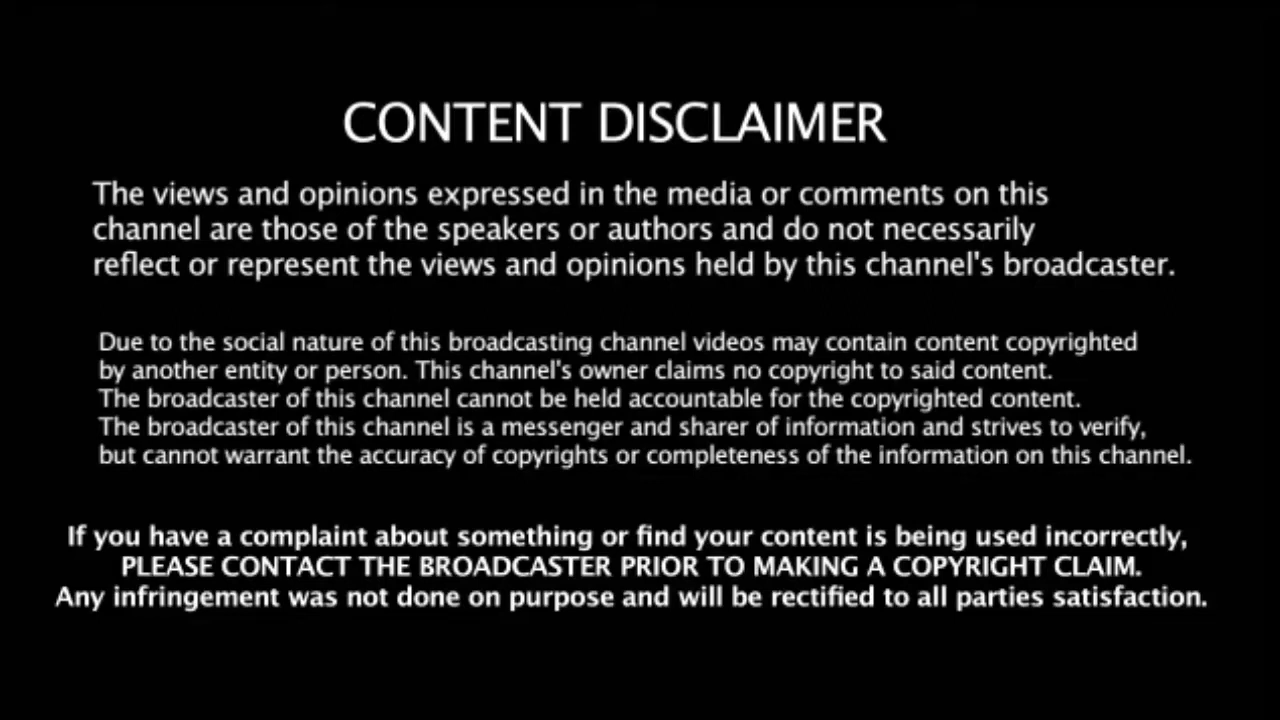 CONTENT DISCLAIMER
The views and opinions expressed in the media or comments on this
channel are those of the speakers or authors and do not necessarily
reflect or represent the views and opinions held by this channel's broadcaster.
Due to the social nature of this broadcasting channel videos may contain content copyrighted
by another entity or person. This channel's owner claims no copyright to said content.
The broadcaster of this channel cannot be held accountable for the copyrighted content.
The broadcaster of this channel is a messenger and sharer of information and strives to verify,
but cannot warrant the accuracy of copyrights or completeness of the information on this channel.
If you have a complaint about something or find your content is being used incorrectly,
PLEASE CONTACT THE BROADCASTER PRIOR TO MAKING A COPYRIGHT CLAIM.
Any infringement was not done on purpose and will be rectified to all parties satisfaction.